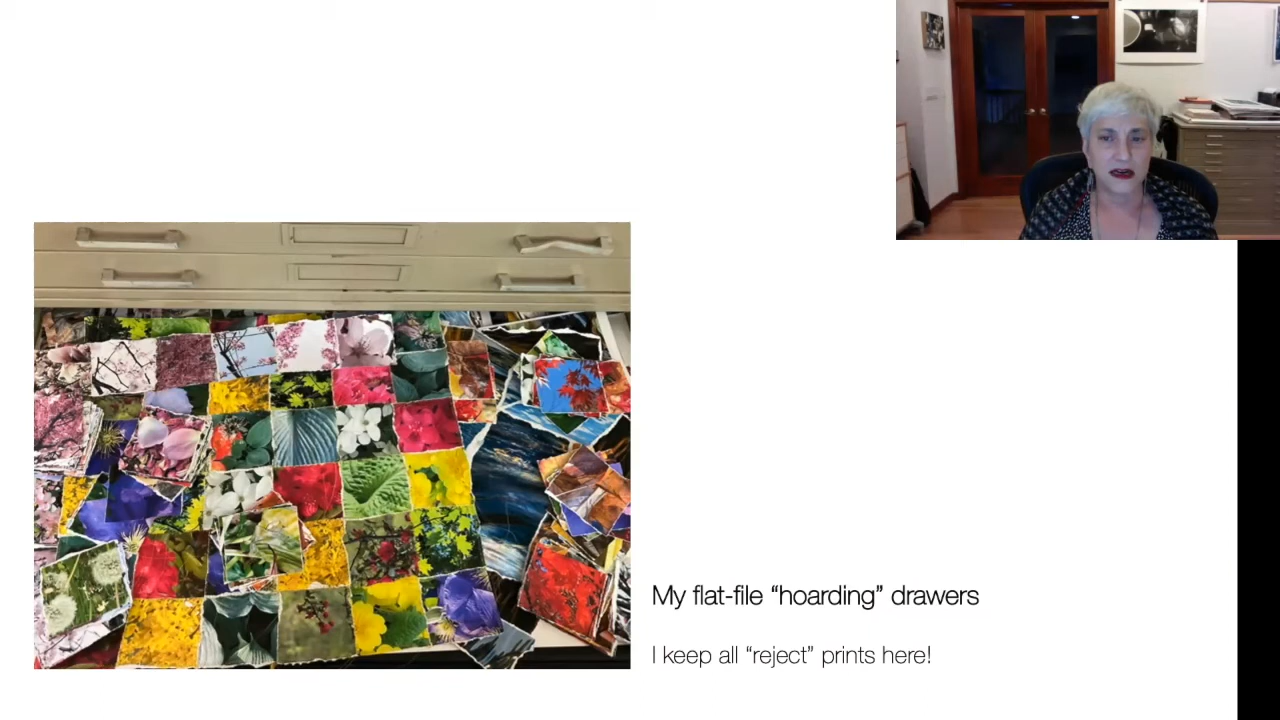 My flat-file “hoarding” drawers
I keep all “reject” prints here!